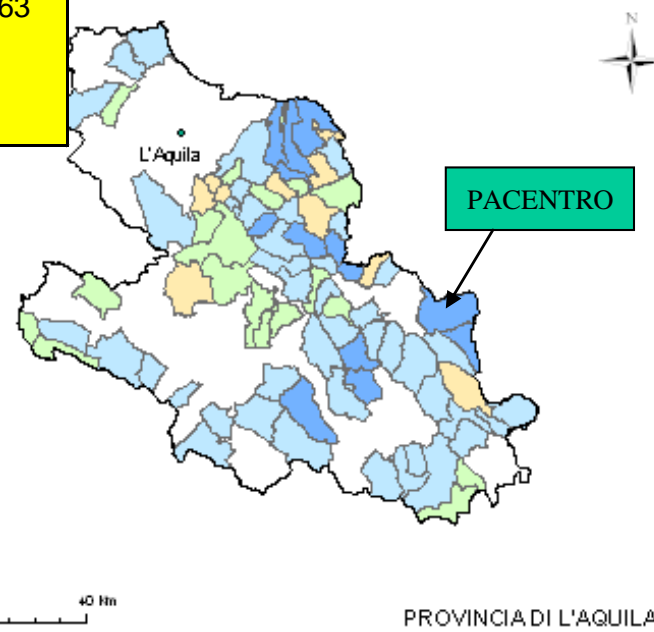 63
N
L'Aquila
PACENTRO
40 Km
PROVINCIA DI L'AQUILA